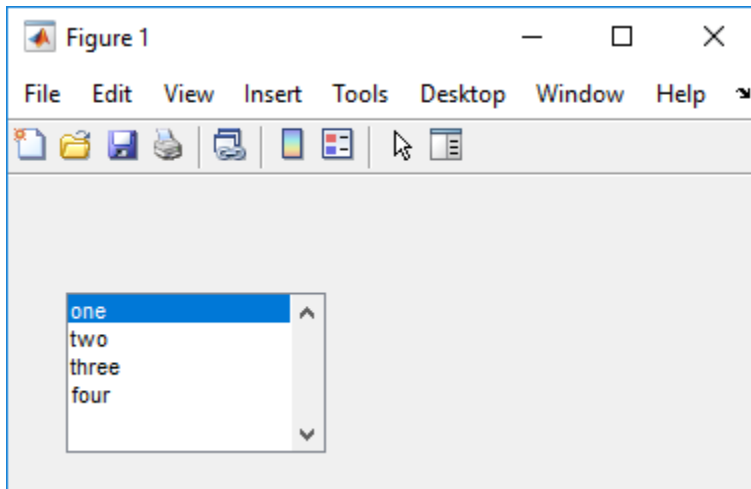 Figure 1
File Edit View Insert Tools Desktop Window Help
one
two
three
four